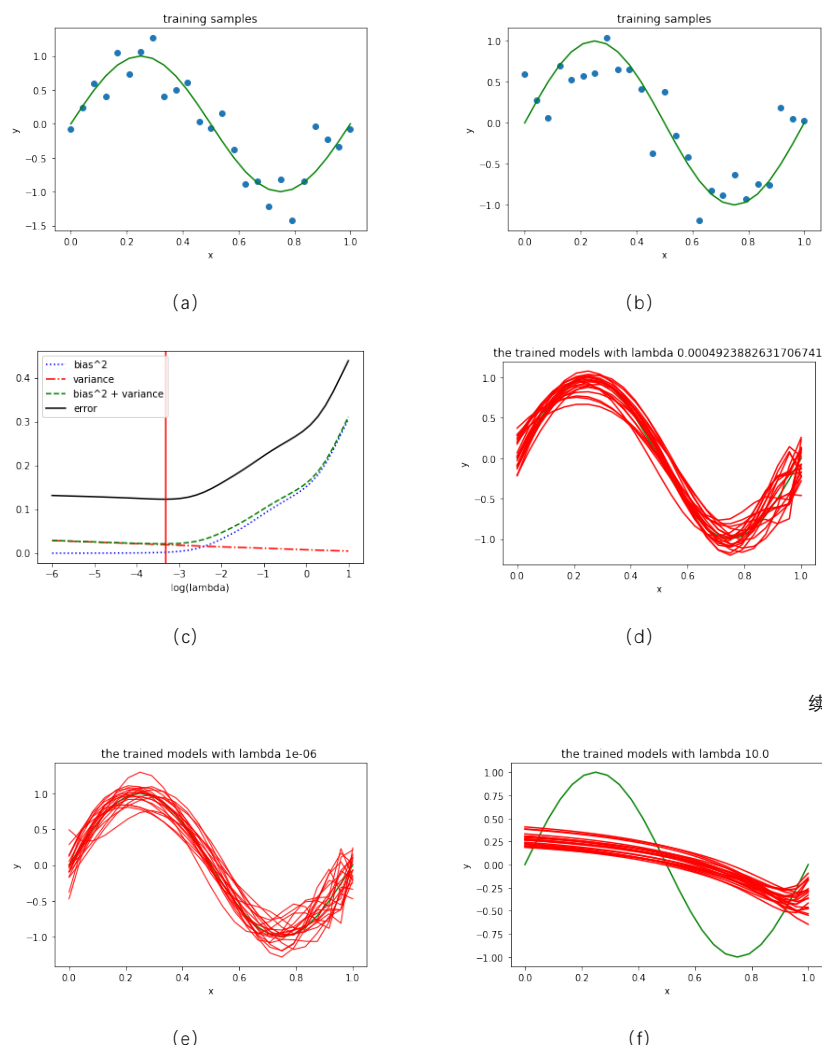 training samples
1.0
0.5
0.0
−0.5
−1.0
−1.5
y
0.0 0.2 0.4 0.6 0.8 1.0
x
(a)
training samples
1.0
0.5
0.0
−0.5
−1.0
y
0.0 0.2 0.4 0.6 0.8 1.0
x
(b)
bias^2
variance
bias^2 + variance
error
0.4
0.3
0.2
0.1
0.0
−6 −5 −4 −3 −2 −1 0 1
log(lambda)
(c)
the trained models with lambda 0.0004923882631706741
1.0
0.5
0.0
−0.5
−1.0
y
0.0 0.2 0.4 0.6 0.8 1.0
x
(d)
续
the trained models with lambda 1e-06
1.0
0.5
0.0
−0.5
−1.0
y
0.0 0.2 0.4 0.6 0.8 1.0
x
(e)
the trained models with lambda 10.0
1.00
0.75
0.50
0.25
0.00
−0.25
−0.50
−0.75
−1.00
y
0.0 0.2 0.4 0.6 0.8 1.0
x
(f)